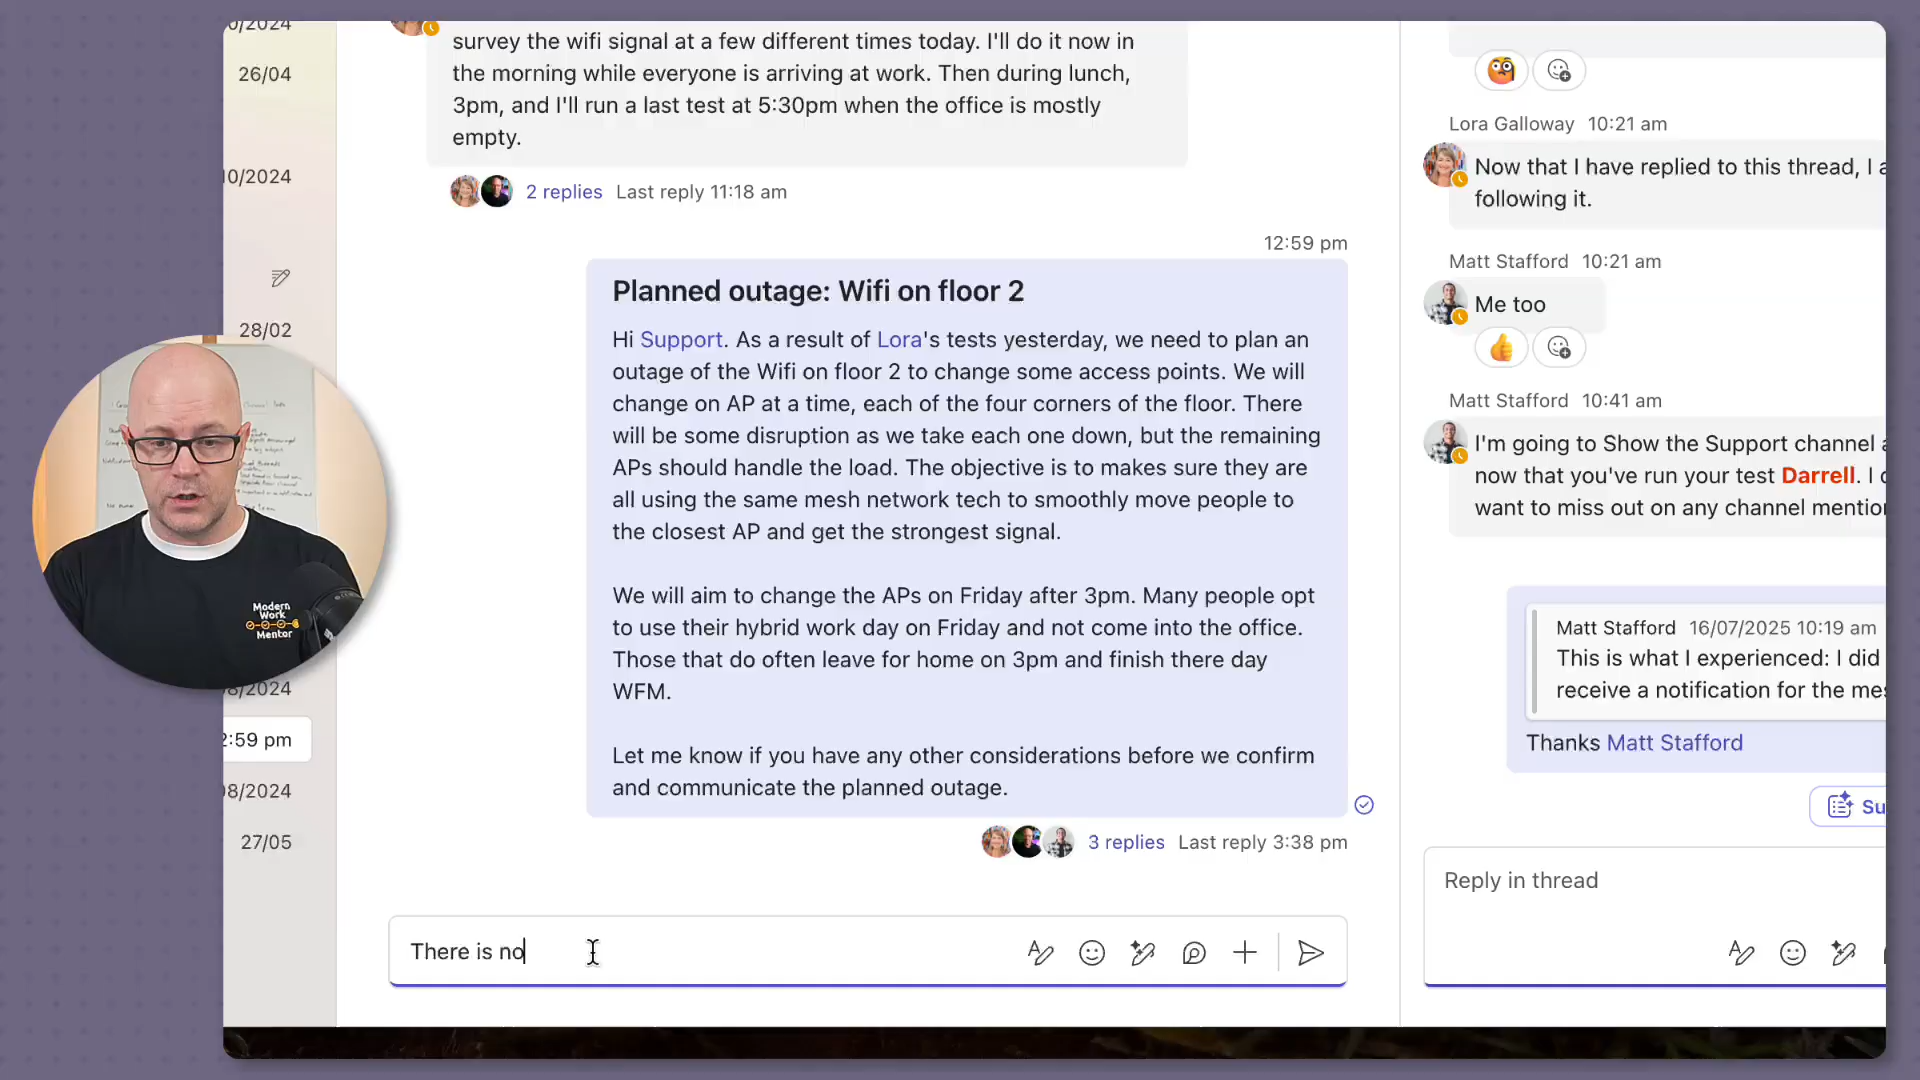 0/2024
26/04
10/2024
28/02
8/2024
2:59 pm
08/2024
27/05
survey the wifi signal at a few different times today. I'll do it now in
the morning while everyone is arriving at work. Then during lunch,
3pm, and I'll run a last test at 5:30pm when the office is mostly
empty.
2 replies Last reply 11:18 am
12:59 pm
Planned outage: Wifi on floor 2
Hi Support. As a result of Lora's tests yesterday, we need to plan an
outage of the Wifi on floor 2 to change some access points. We will
change on AP at a time, each of the four corners of the floor. There
will be some disruption as we take each one down, but the remaining
APs should handle the load. The objective is to makes sure they are
all using the same mesh network tech to smoothly move people to
the closest AP and get the strongest signal.
We will aim to change the APs on Friday after 3pm. Many people opt
to use their hybrid work day on Friday and not come into the office.
Those that do often leave for home on 3pm and finish there day
WFM.
Let me know if you have any other considerations before we confirm
and communicate the planned outage.
3 replies Last reply 3:38 pm
There is no
Lora Galloway 10:21 am
Now that I have replied to this thread, I a
following it.
Matt Stafford 10:21 am
Me too
Matt Stafford 10:41 am
I'm going to Show the Support channel a
now that you've run your test Darrell. I d
want to miss out on any channel mention
Matt Stafford 16/07/2025 10:19 am
This is what I experienced: I did
receive a notification for the mes
Thanks Matt Stafford
Su
Reply in thread
Modern
Work
Mentor